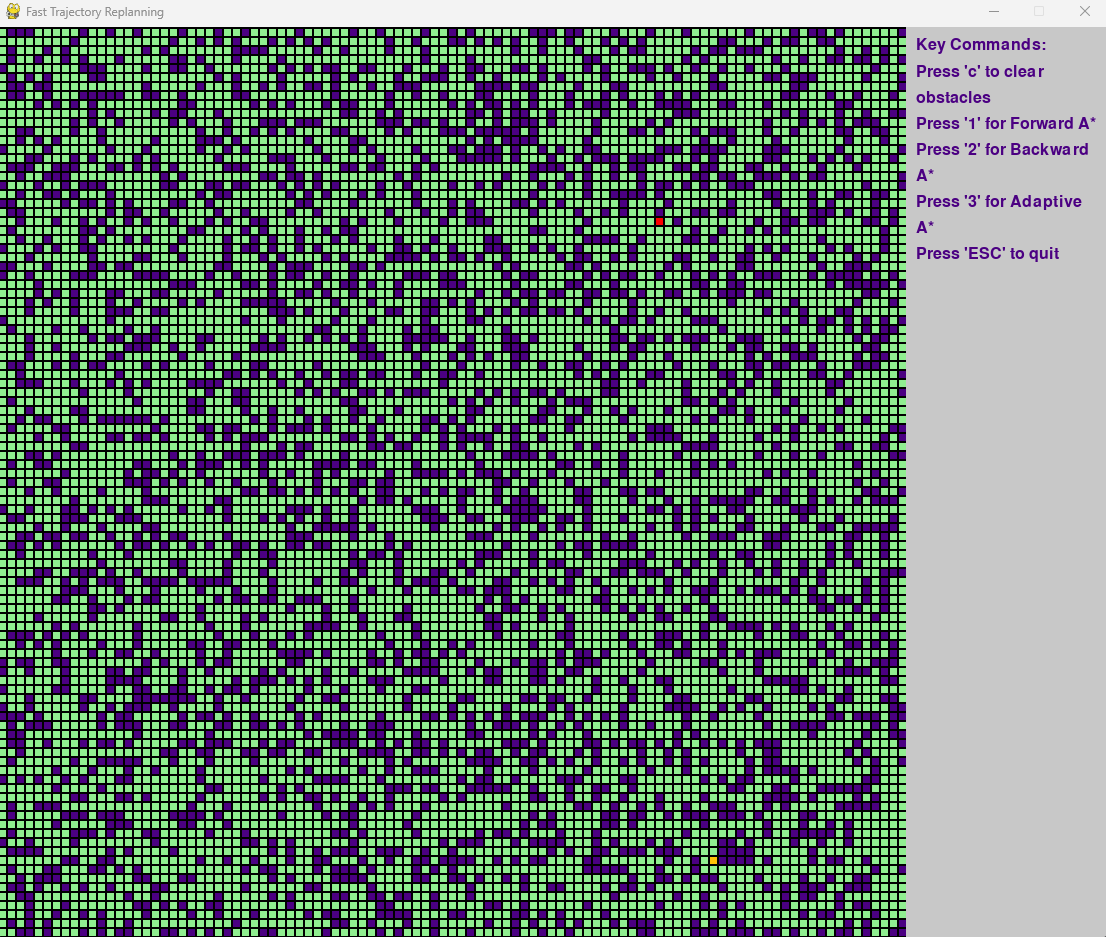 Fast Trajectory Replanning
Key Commands:
Press 'c' to clear
obstacles
Press '1' for Forward A*
Press '2' for Backward
A*
Press '3' for Adaptive
A*
Press 'ESC' to quit